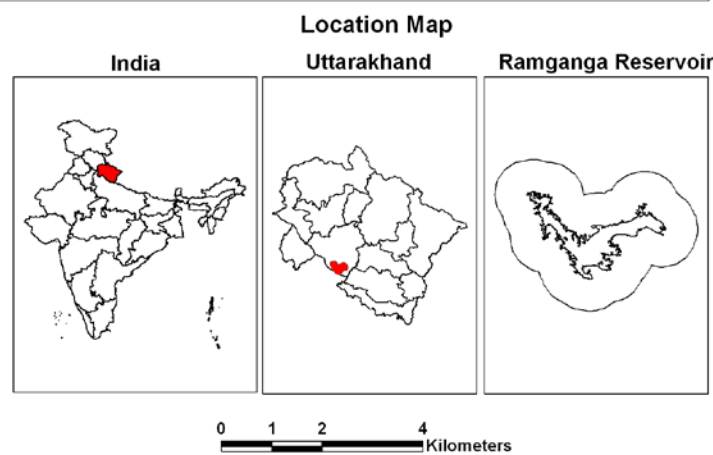 Location Map
India
Uttarakhand
Ramganga Reservoir
0 1 2 4
Kilometers